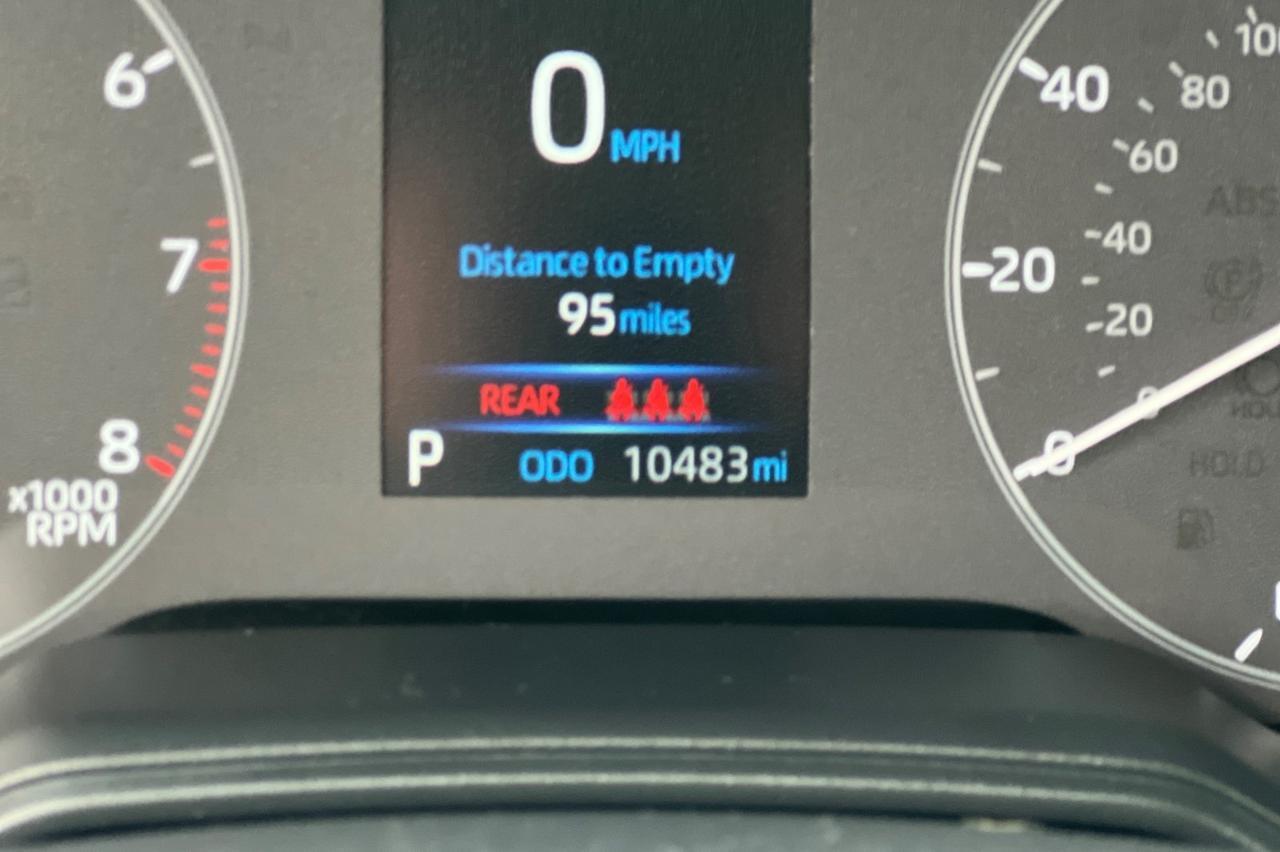 6
7
8
x1000
RPM
0 MPH
Distance to Empty
95 miles
REAR
P ODO 10483 mi
40
20
0
80
60
40
20
0
ABS
HOLD